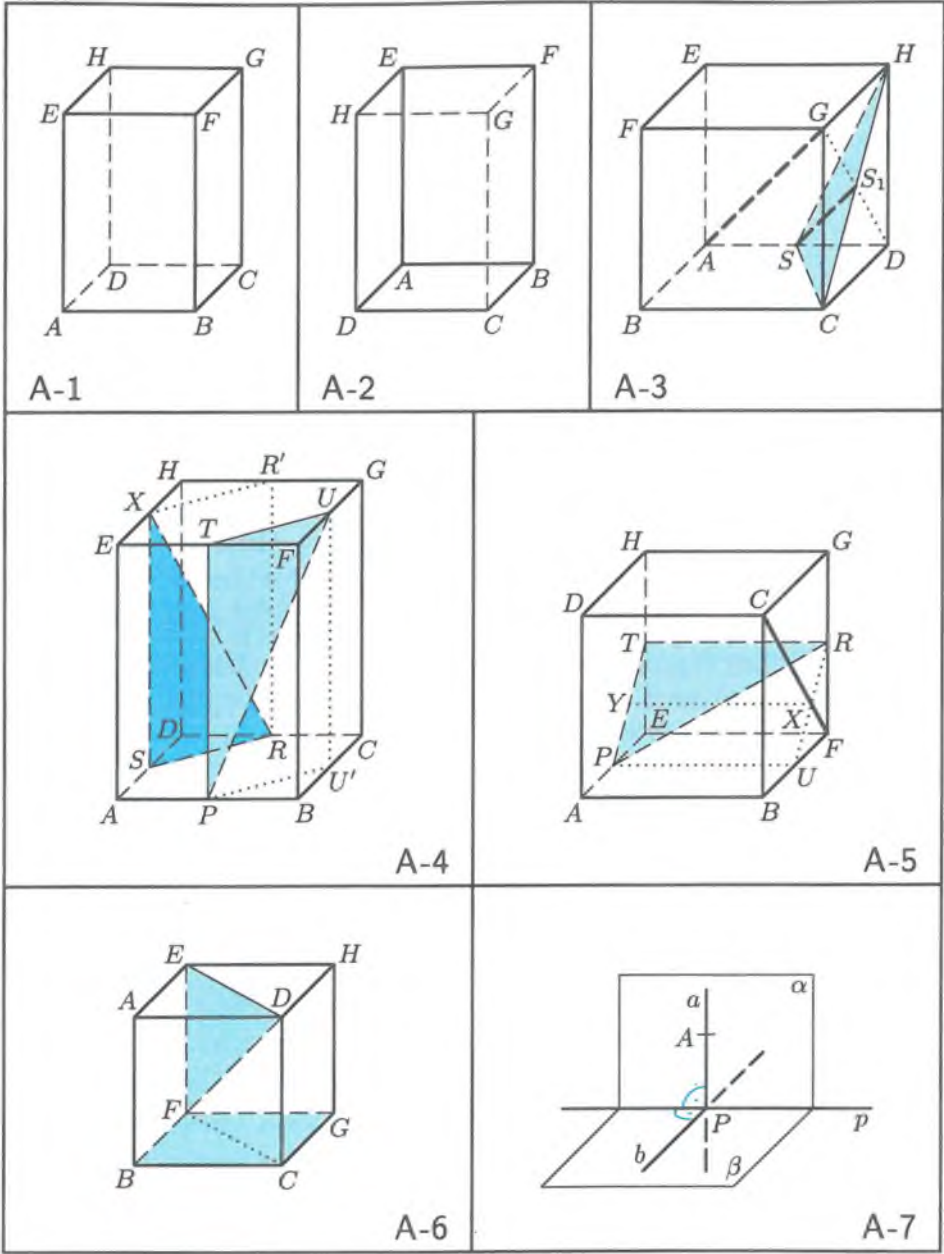 H G
E F
D C
A B
A-1
E F
H G
A B
D C
A-2
E H
F G
S₁
A S D
B C
A-3
H R′ G
X U
E T F
D R C
S U′
A P B
A-4
H G
D C
T R
Y E X F
P U
A B
A-5
E H
A D
F G
B C
A-6
a α
A
P p
b β
A-7